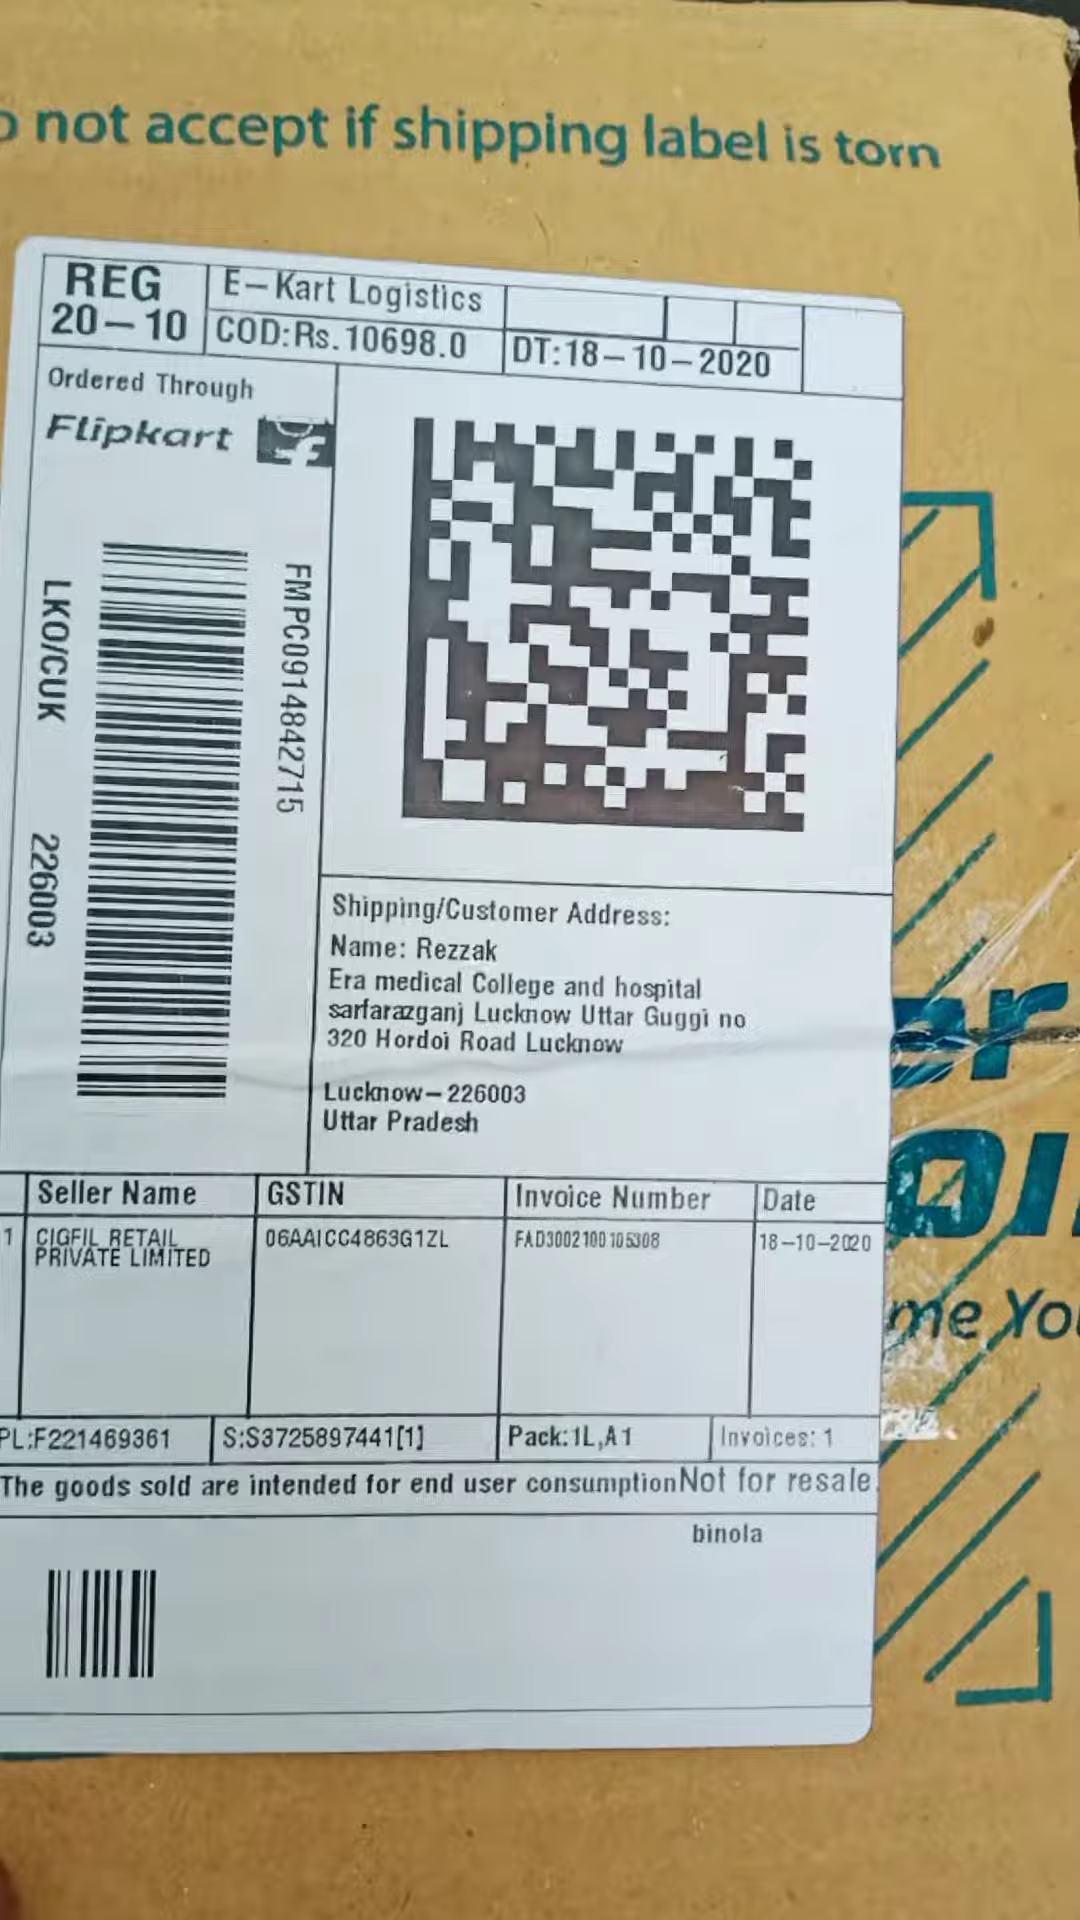 not accept if shipping label is torn
REG
20-10
E-Kart Logistics
COD:Rs.10698.0
DT:18-10-2020
Ordered Through
Flipkart
FMPC0914842715
LKO/CUK 226003
Shipping/Customer Address:
Name: Rezzak
Era medical College and hospital
sarfarazganj Lucknow Uttar Guggi no
320 Hordoi Road Lucknow
Lucknow-226003
Uttar Pradesh
Seller Name GSTIN Invoice Number Date
1 CIGFIL RETAIL PRIVATE LIMITED 06AAICC4863G1ZL FAD3002100105308 18-10-2020
PL:F221469361 S:S3725897441[1] Pack:1L,A1 Invoices: 1
The goods sold are intended for end user consumption Not for resale.
binola
me